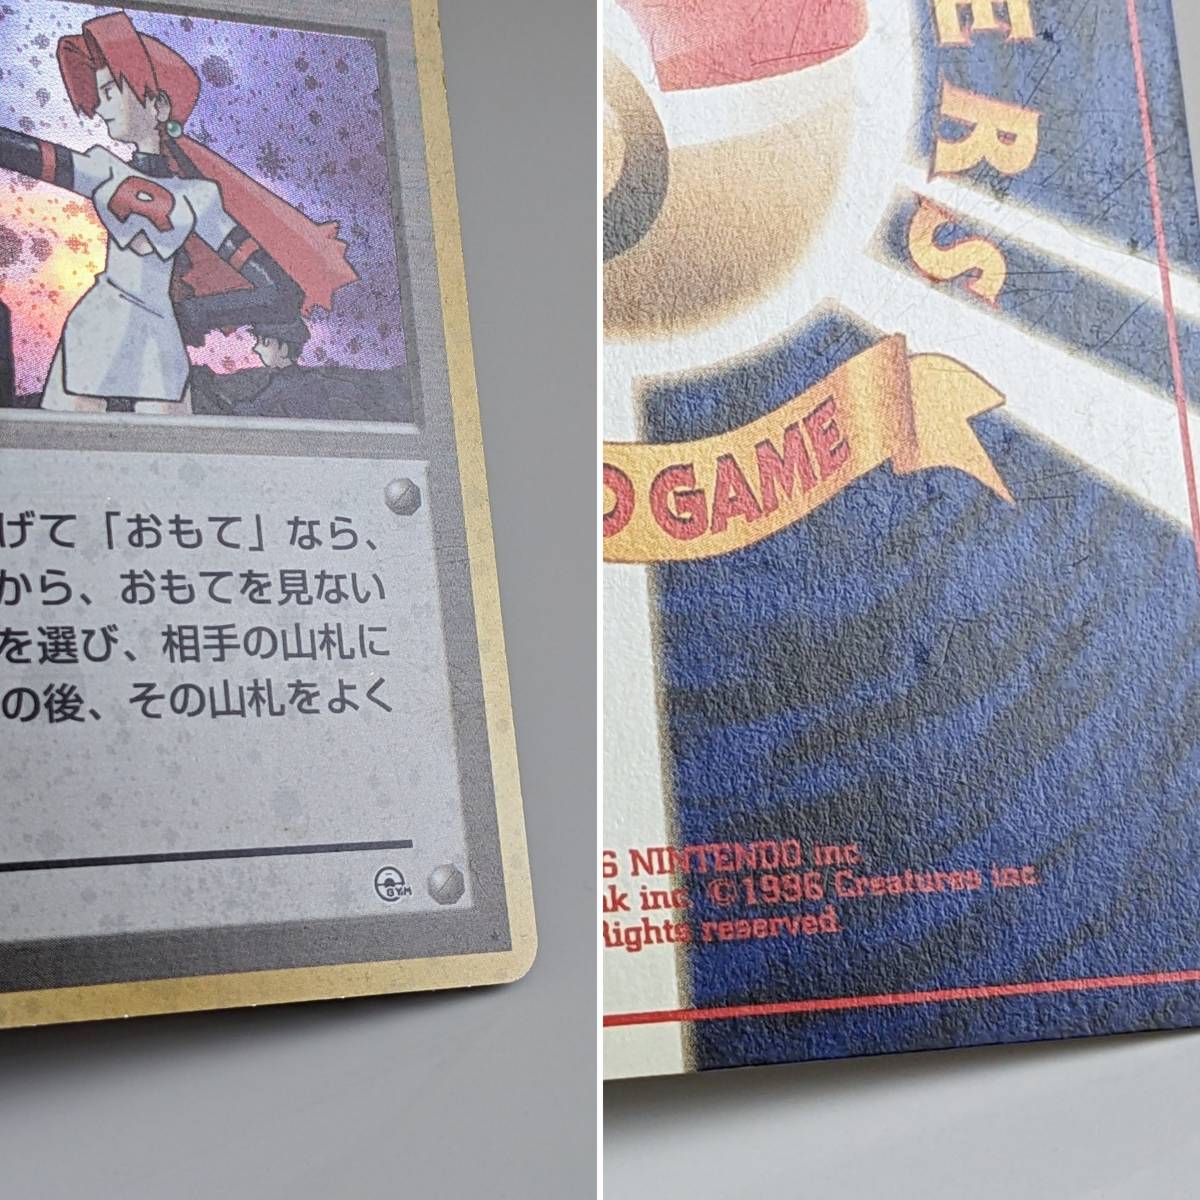 R
げて「おもて」なら、
から、おもてを見ない
を選び、相手の山札に
の後、その山札をよく
GYM
ERS
GAME
6 NINTENDO inc.
k inc. ©1996 Creatures inc
Rights reserved.